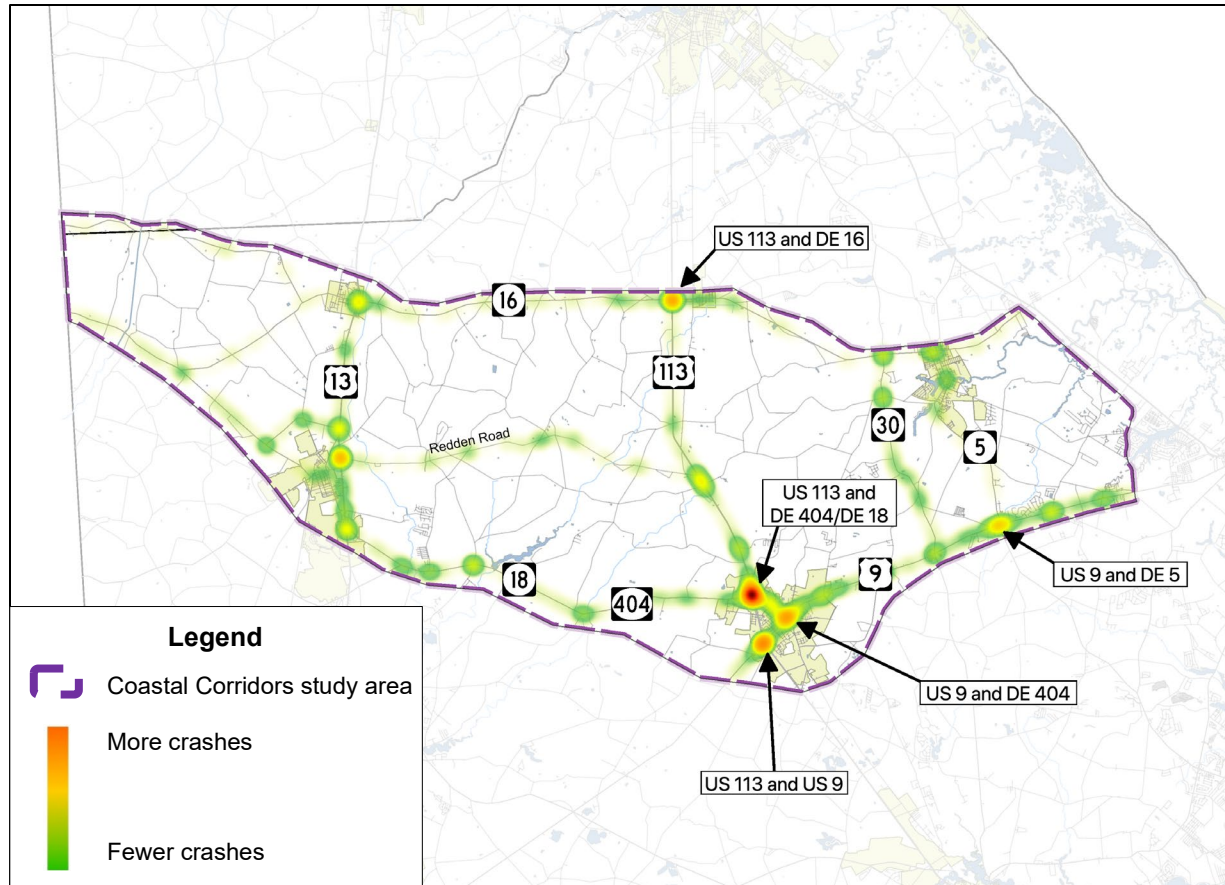 US 113 and DE 16
16
13
113
Redden Road
30
5
US 113 and
DE 404/DE 18
9
US 9 and DE 5
18
404
US 9 and DE 404
US 113 and US 9
Legend
Coastal Corridors study area
More crashes
Fewer crashes